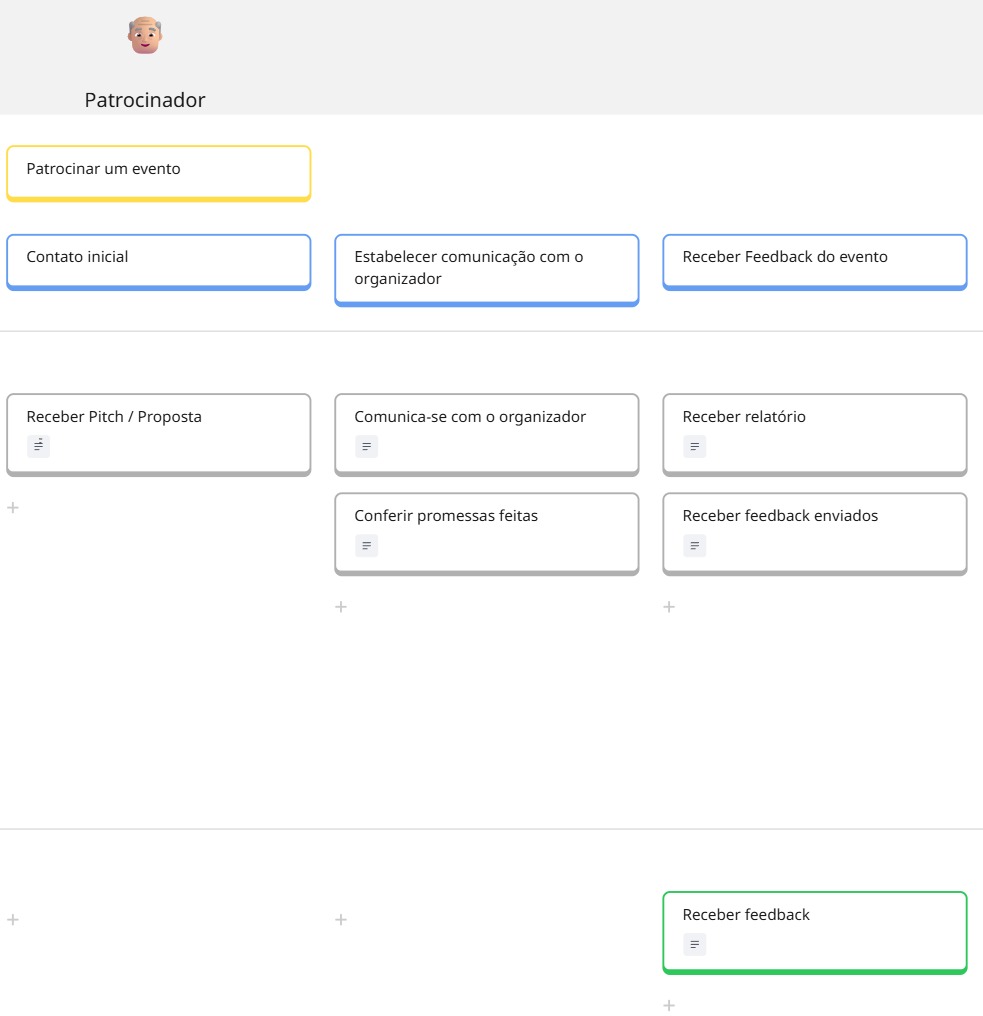 Patrocinador
Patrocinar um evento
Contato inicial
Estabelecer comunicação com o
organizador
Receber Feedback do evento
Receber Pitch / Proposta
Comunica-se com o organizador
Receber relatório
Conferir promessas feitas
Receber feedback enviados
Receber feedback